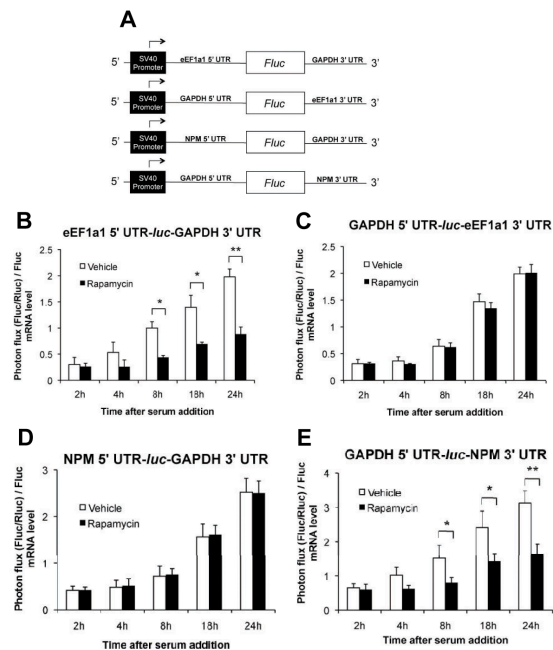 A
5' SV40 Promoter eEF1a1 5' UTR Fluc GAPDH 3' UTR 3'
5' SV40 Promoter GAPDH 5' UTR Fluc eEF1a1 3' UTR 3'
5' SV40 Promoter NPM 5' UTR Fluc GAPDH 3' UTR 3'
5' SV40 Promoter GAPDH 5' UTR Fluc NPM 3' UTR 3'
B
eEF1a1 5' UTR-luc-GAPDH 3' UTR
Photon flux (Fluc/Rluc) / Fluc
mRNA level
2.5
2
1.5
1
0.5
0
Vehicle
Rapamycin
*
*
**
2h 4h 8h 18h 24h
Time after serum addition
C
GAPDH 5' UTR-luc-eEF1a1 3' UTR
Photon flux (Fluc/Rluc) / Fluc
mRNA level
2.5
2
1.5
1
0.5
0
Vehicle
Rapamycin
2h 4h 8h 18h 24h
Time after serum addition
D
NPM 5' UTR-luc-GAPDH 3' UTR
Photon flux (Fluc/Rluc) / Fluc
mRNA level
3
2
1
0
Vehicle
Rapamycin
2h 4h 8h 18h 24h
Time after serum addition
E
GAPDH 5' UTR-luc-NPM 3' UTR
Photon flux (Fluc/Rluc) / Fluc
mRNA level
4
3
2
1
0
Vehicle
Rapamycin
*
*
**
2h 4h 8h 18h 24h
Time after serum addition